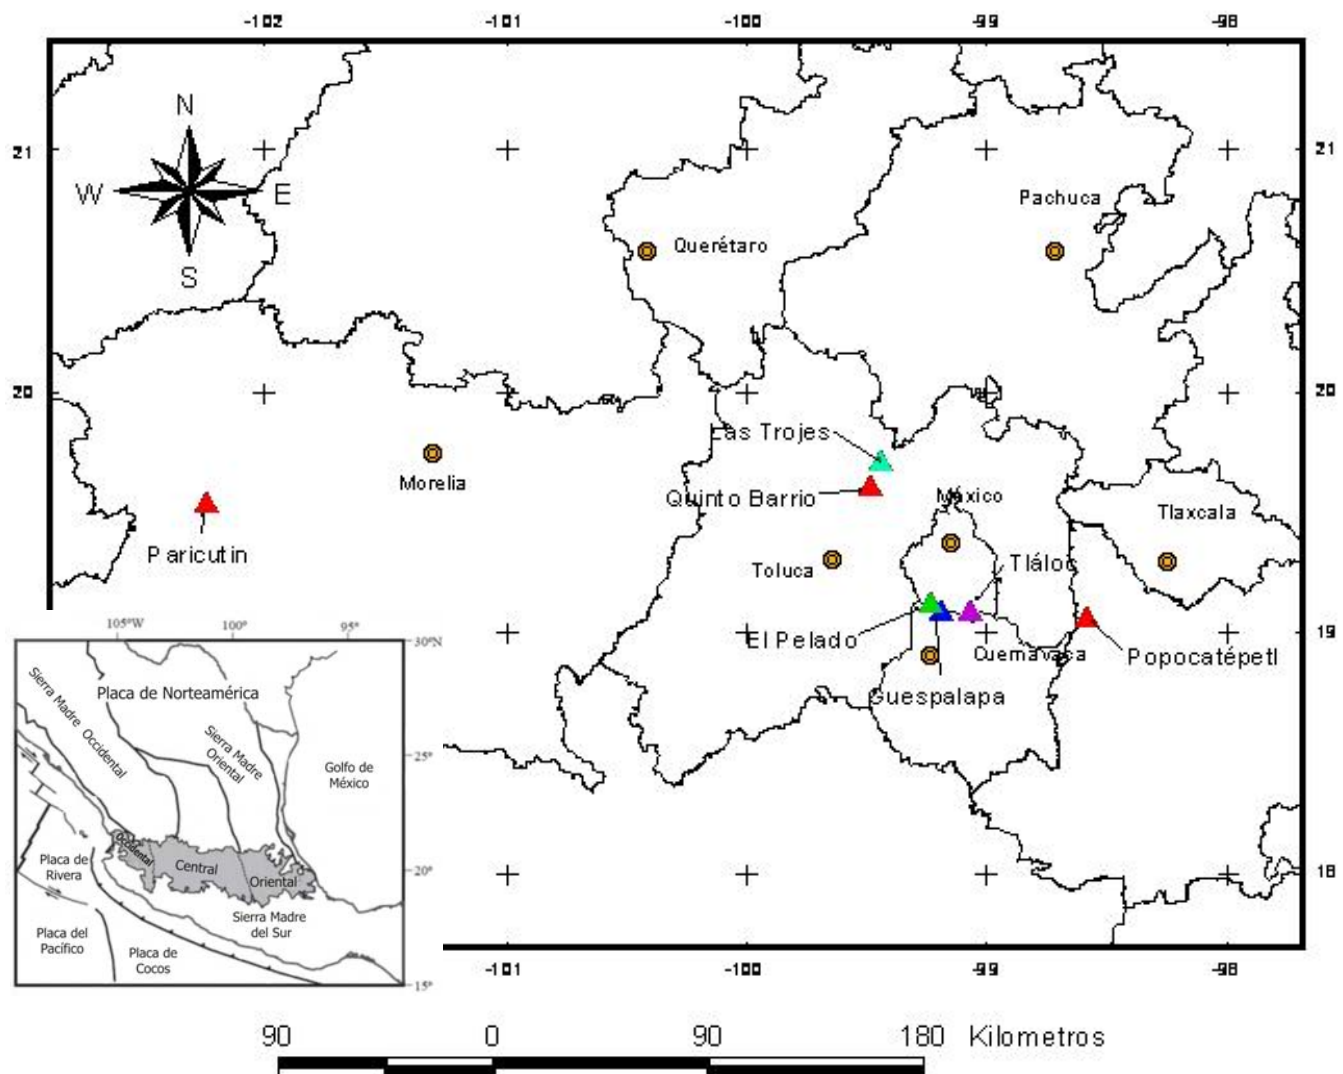 -102 -101 -100 -99 -98
N
21 21
W E
Pachuca
Querétaro
S
20 20
Las Trojes
Morelia
Quinto Barrio
México
Tlaxcala
Paricutin
Toluca
Tláloc
105°W 100° 95°
30°N
19
El Pelado
Cuernavaca
Popocatépetl
Guespalapa
Sierra Madre Occidental
Placa de Norteamérica
Sierra Madre
Oriental
25°
Golfo de
México
Occidental
Central
Oriental
20°
18
Placa de
Rivera
Sierra Madre
del Sur
Placa del
Pacífico
Placa de
Cocos
15°
-101 -100 -99 -98
90 0 90 180 Kilometros